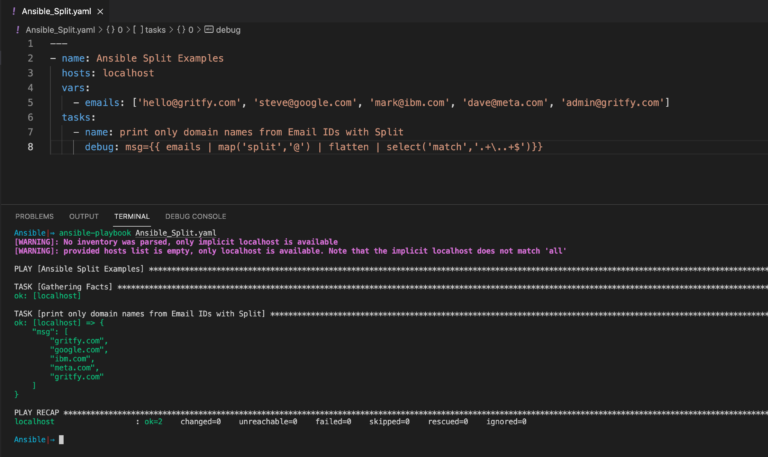 ! Ansible_Split.yaml ×
! Ansible_Split.yaml > { } 0 > [ ] tasks > { } 0 > debug
1 ---
2 - name: Ansible Split Examples
3 hosts: localhost
4 vars:
5 - emails: ['hello@gritfy.com', 'steve@google.com', 'mark@ibm.com', 'dave@meta.com', 'admin@gritfy.com']
6 tasks:
7 - name: print only domain names from Email IDs with Split
8 debug: msg={{ emails | map('split','@') | flatten | select('match','.+\..+$')}}
PROBLEMS OUTPUT TERMINAL DEBUG CONSOLE
Ansible|→ ansible-playbook Ansible_Split.yaml
[WARNING]: No inventory was parsed, only implicit localhost is available
[WARNING]: provided hosts list is empty, only localhost is available. Note that the implicit localhost does not match 'all'
PLAY [Ansible Split Examples] ****************************************************************
TASK [Gathering Facts] ****************************************************************
ok: [localhost]
TASK [print only domain names from Email IDs with Split] ****************************************************************
ok: [localhost] => {
"msg": [
"gritfy.com",
"google.com",
"ibm.com",
"meta.com",
"gritfy.com"
]
}
PLAY RECAP ****************************************************************
localhost : ok=2 changed=0 unreachable=0 failed=0 skipped=0 rescued=0 ignored=0
Ansible|→